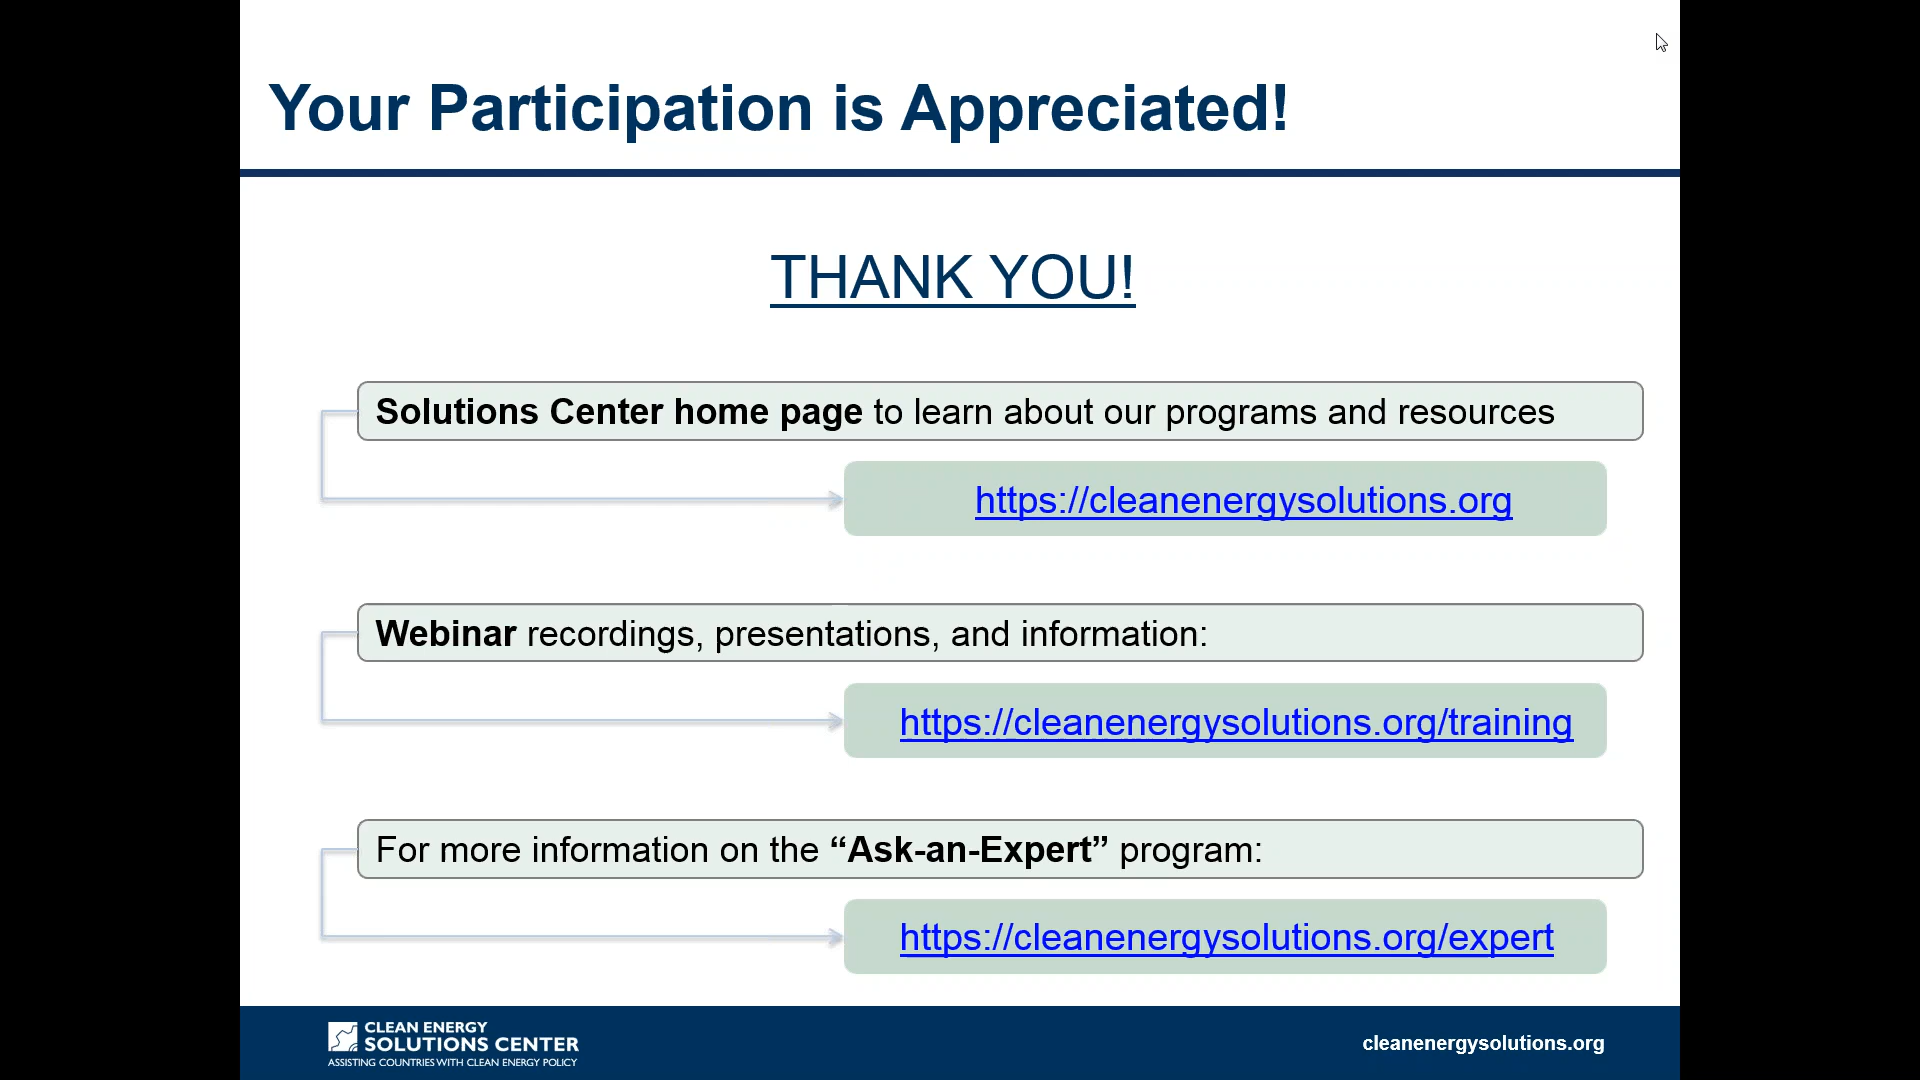 Your Participation is Appreciated!
THANK YOU!
Solutions Center home page to learn about our programs and resources
https://cleanenergysolutions.org
Webinar recordings, presentations, and information:
https://cleanenergysolutions.org/training
For more information on the “Ask-an-Expert” program:
https://cleanenergysolutions.org/expert
CLEAN ENERGY
SOLUTIONS CENTER
ASSISTING COUNTRIES WITH CLEAN ENERGY POLICY
cleanenergysolutions.org